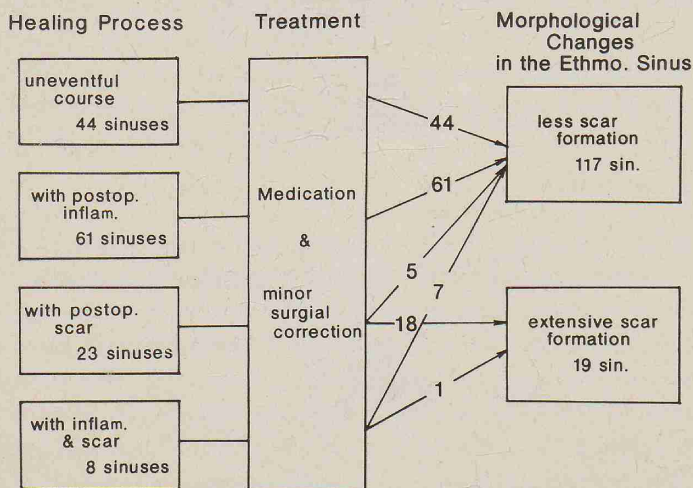 Healing Process
Treatment
Morphological
Changes
in the Ethmo. Sinus
uneventful
course
44 sinuses
with postop.
inflam.
61 sinuses
with postop.
scar
23 sinuses
with inflam.
& scar
8 sinuses
Medication
&
minor
surgial
correction
44
61
5
7
18
1
less scar
formation
117 sin.
extensive scar
formation
19 sin.